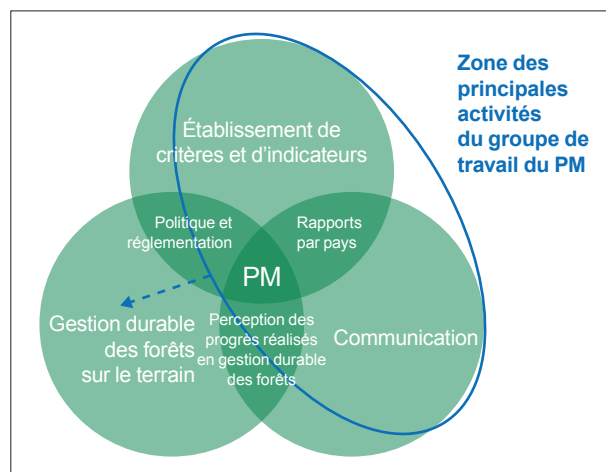 Zone des
principales
activités
du groupe de
travail du PM
Établissement de
critères et d'indicateurs
Politique et
réglementation
Rapports
par pays
PM
Gestion durable
des forêts
sur le terrain
Perception des
progrès réalisés
en gestion durable
des forêts
Communication